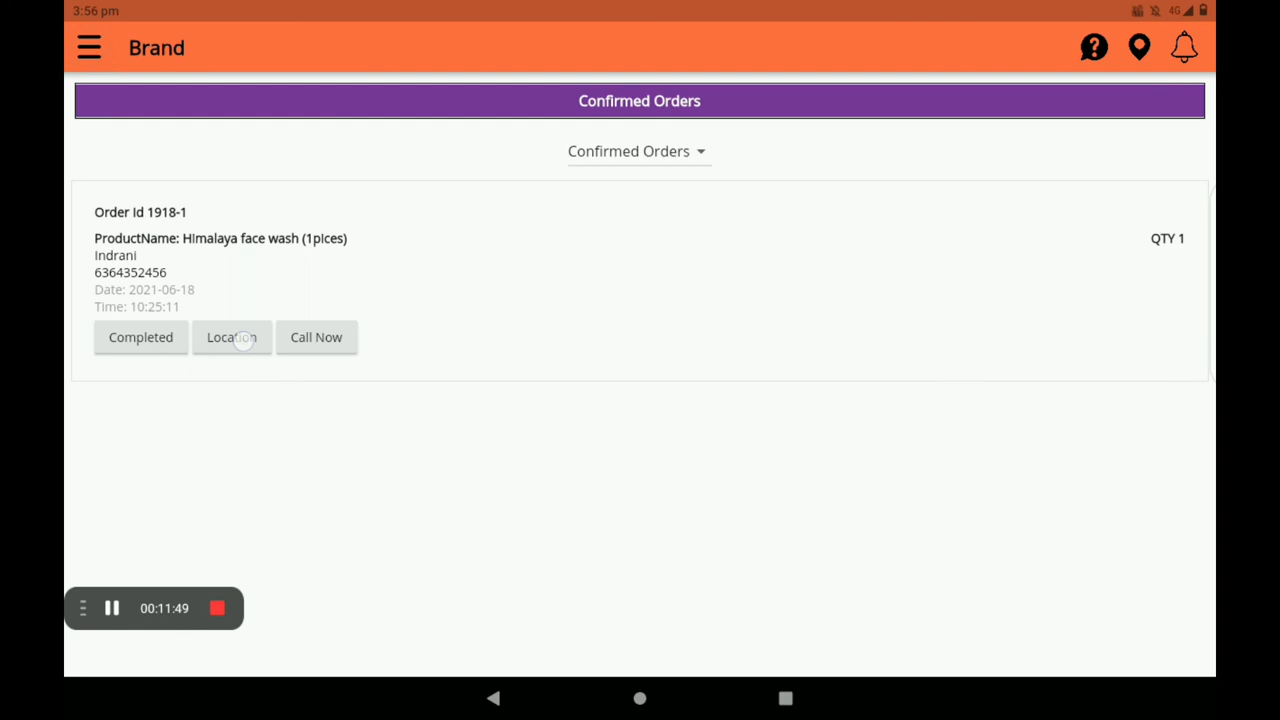 3:56 pm
4G
Brand
Confirmed Orders
Confirmed Orders
Order Id 1918-1
ProductName: HImalaya face wash (1pIces) QTY 1
Indrani
6364352456
Date: 2021-06-18
Time: 10:25:11
Completed Location Call Now
00:11:49